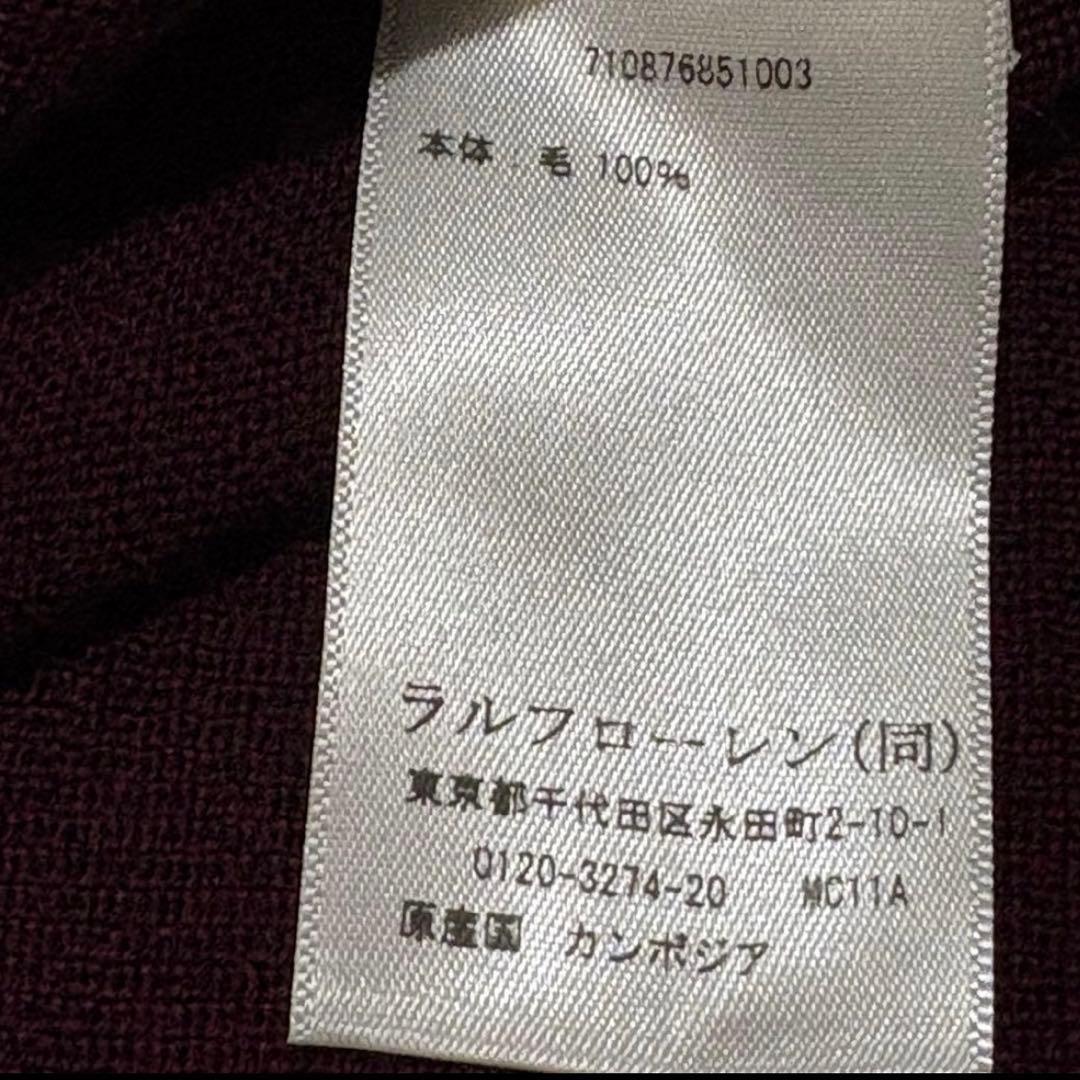 710876851003
本体 毛 100%
ラルフローレン(同)
東京都千代田区永田町2-10-1
0120-3274-20 MC11A
原産国 カンボジア